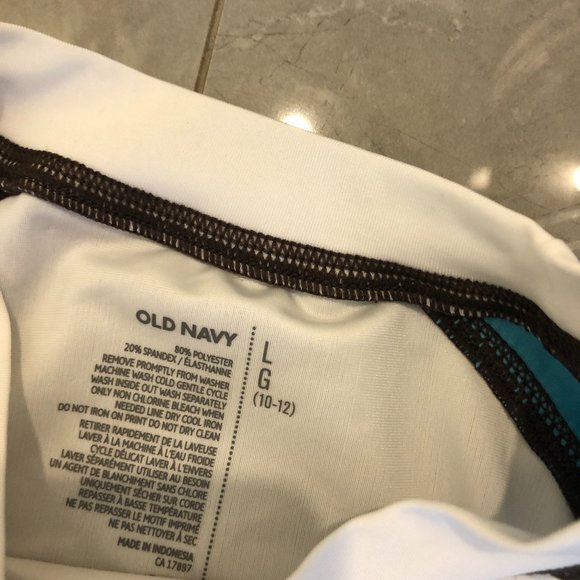 OLD NAVY
80% POLYESTER
20% SPANDEX / ÉLASTHANNE
REMOVE PROMPTLY FROM WASHER
MACHINE WASH COLD GENTLE CYCLE
WASH INSIDE OUT WASH SEPARATELY
ONLY NON CHLORINE BLEACH WHEN
NEEDED LINE DRY COOL IRON
DO NOT IRON ON PRINT DO NOT DRY CLEAN
RETIRER RAPIDEMENT DE LA LAVEUSE
LAVER À LA MACHINE À L'EAU FROIDE
CYCLE DÉLICAT LAVER À L'ENVERS
LAVER SÉPARÉMENT UTILISER AU BESOIN
UN AGENT DE BLANCHIMENT SANS CHLORE
UNIQUEMENT SÉCHER SUR CORDE
REPASSER À BASSE TEMPÉRATURE
NE PAS REPASSER LE MOTIF IMPRIMÉ
NE PAS NETTOYER À SEC
MADE IN INDONESIA
CA 17897
L
G
(10-12)